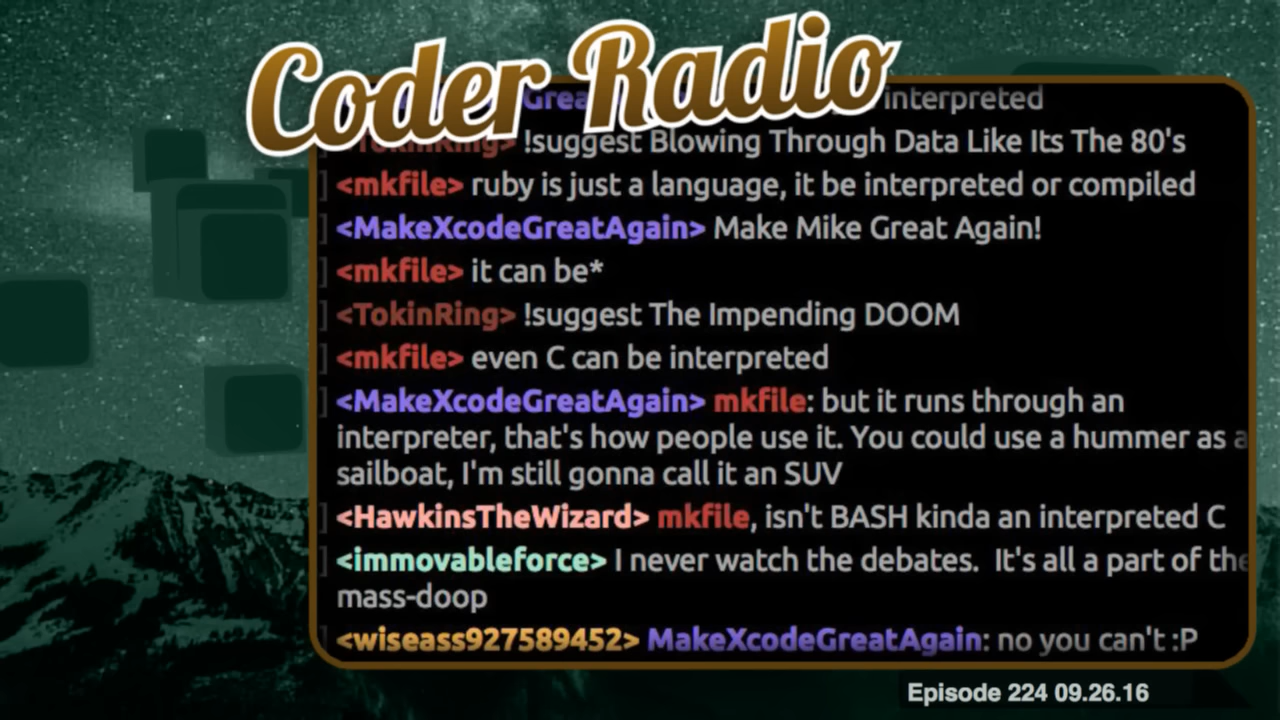 Coder Radio
Grea interpreted
<TokinRing> !suggest Blowing Through Data Like Its The 80's
] <mkfile> ruby is just a language, it be interpreted or compiled
] <MakeXcodeGreatAgain> Make Mike Great Again!
] <mkfile> it can be*
] <TokinRing> !suggest The Impending DOOM
] <mkfile> even C can be interpreted
] <MakeXcodeGreatAgain> mkfile: but it runs through an
interpreter, that's how people use it. You could use a hummer as a
sailboat, I'm still gonna call it an SUV
] <HawkinsTheWizard> mkfile, isn't BASH kinda an interpreted C
] <immovableforce> I never watch the debates.  It's all a part of the
mass-doop
<wiseass927589452> MakeXcodeGreatAgain: no you can't :P
Episode 224 09.26.16